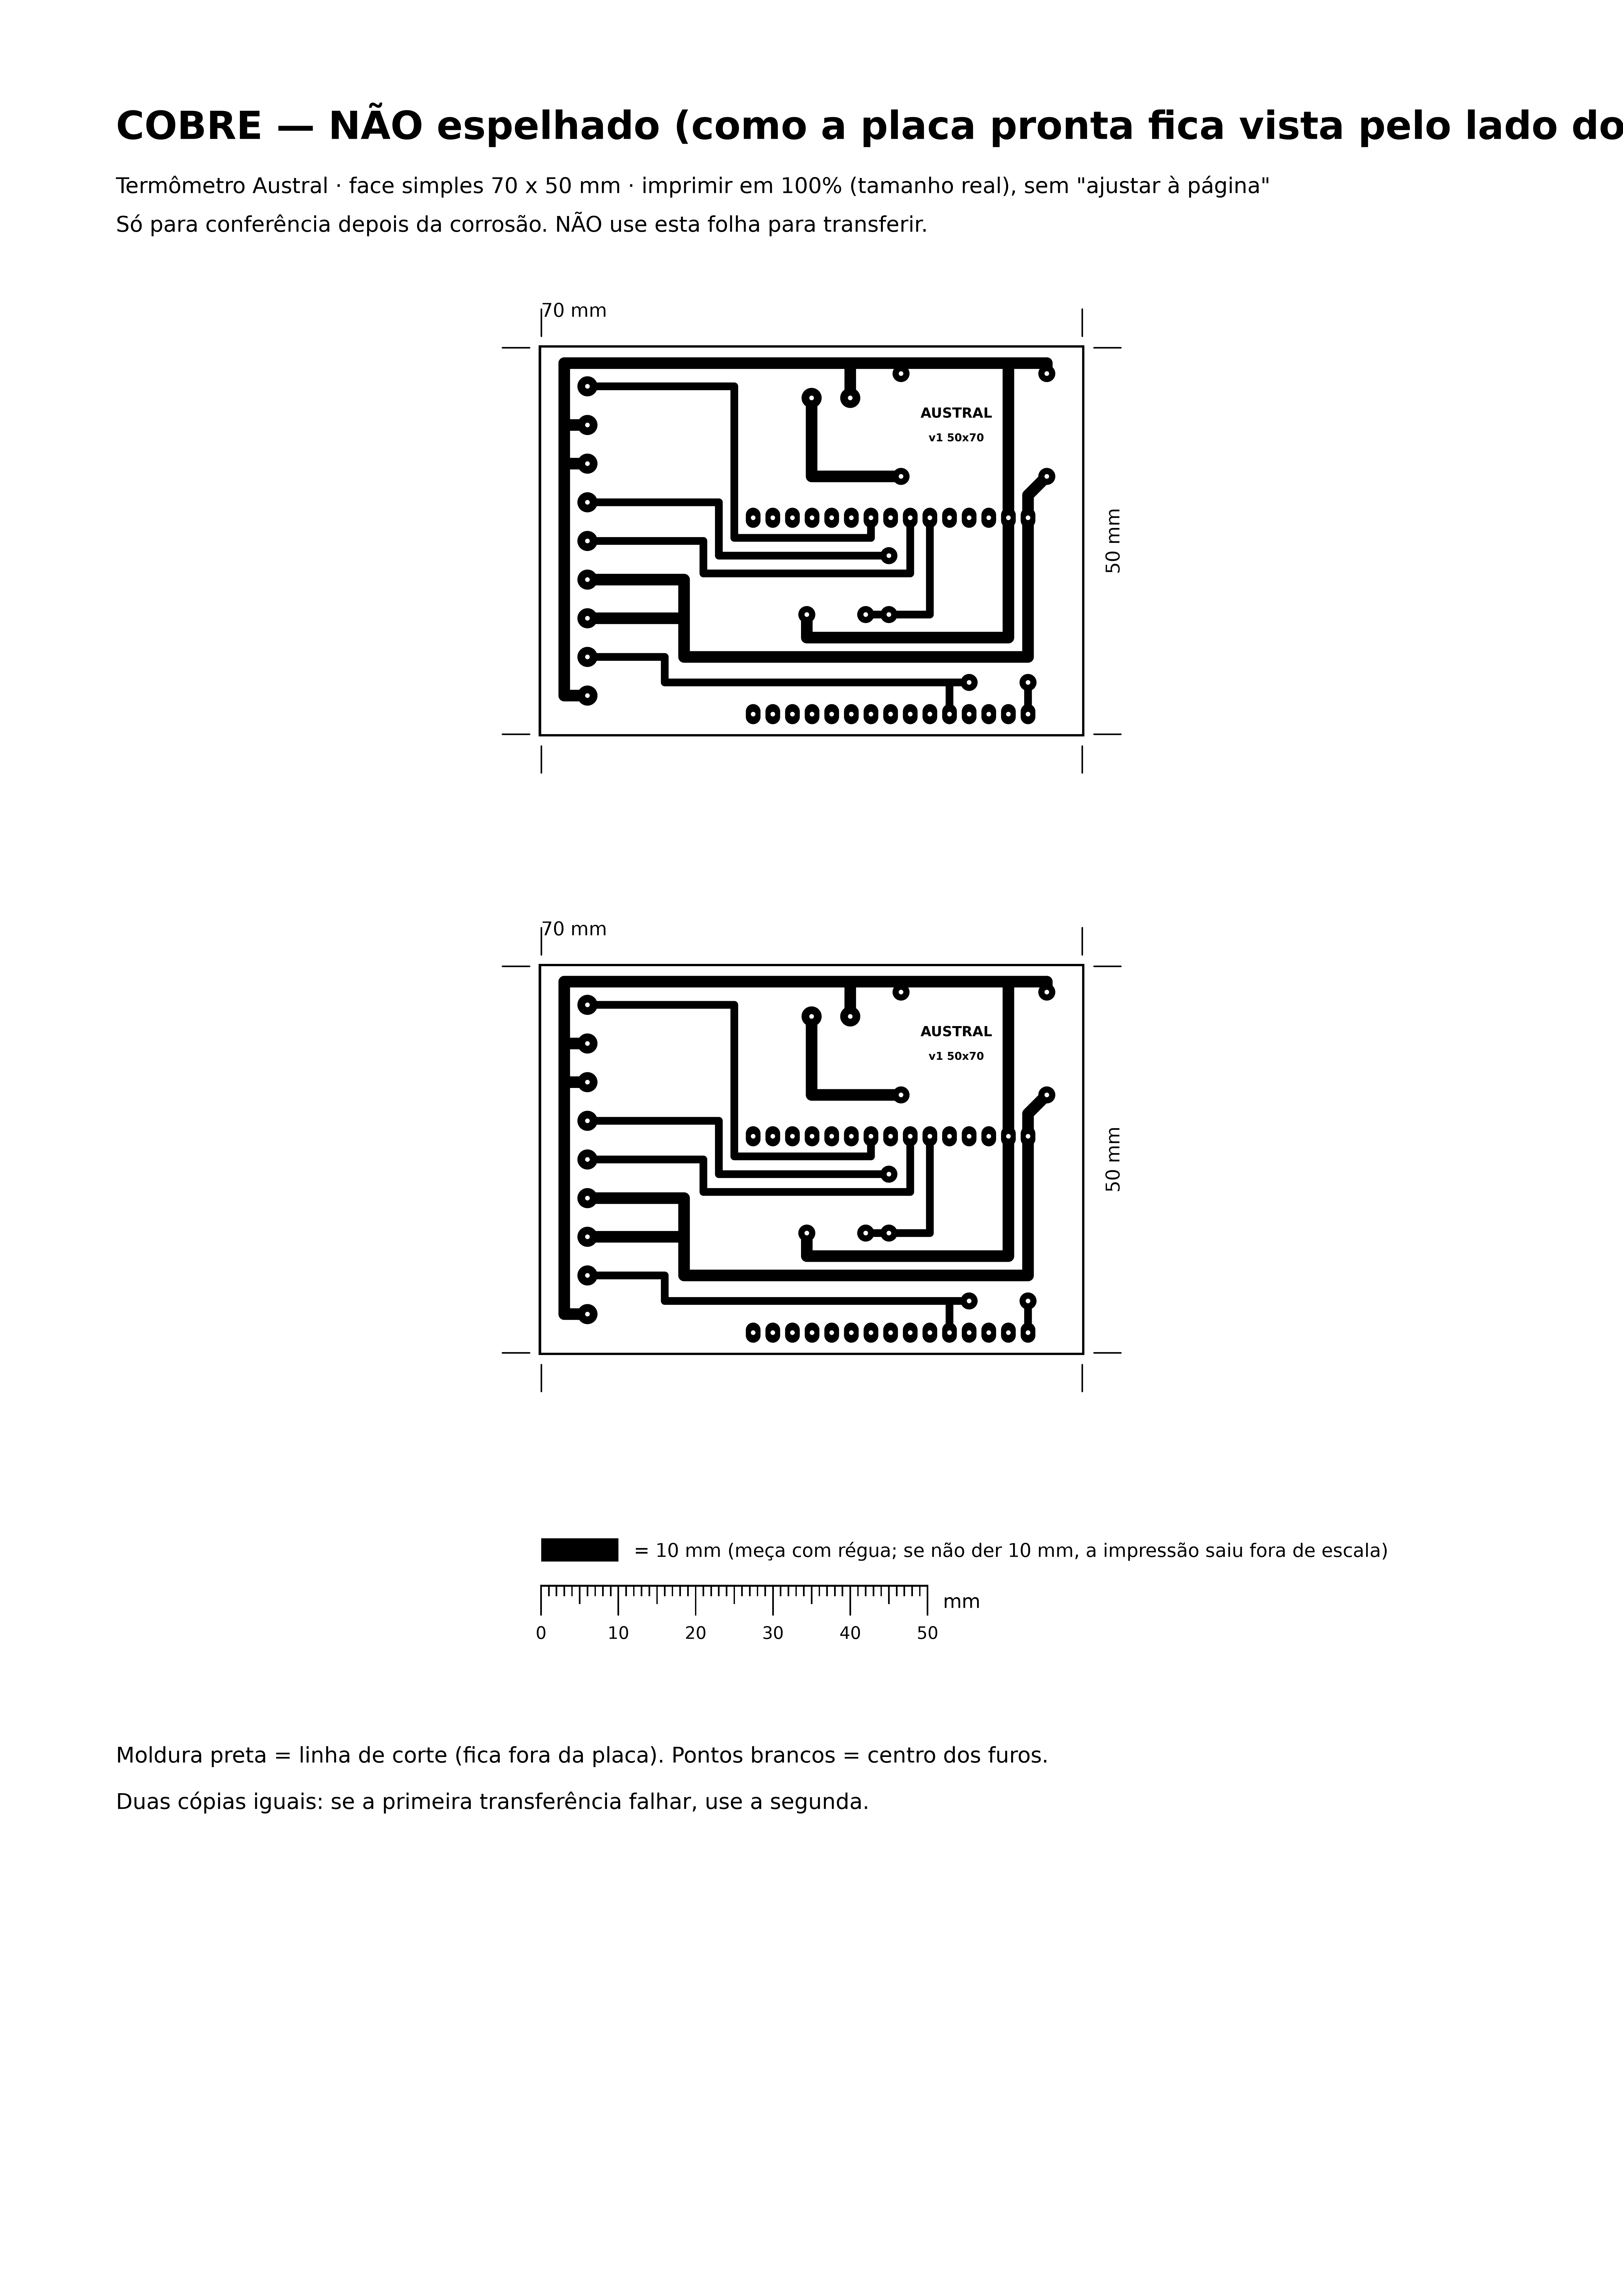 COBRE — NÃO espelhado (como a placa pronta fica vista pelo lado do
Termômetro Austral · face simples 70 x 50 mm · imprimir em 100% (tamanho real), sem "ajustar à página"
Só para conferência depois da corrosão. NÃO use esta folha para transferir.
70 mm
AUSTRAL
v1 50x70
50 mm
70 mm
AUSTRAL
v1 50x70
50 mm
= 10 mm (meça com régua; se não der 10 mm, a impressão saiu fora de escala)
mm
0 10 20 30 40 50
Moldura preta = linha de corte (fica fora da placa). Pontos brancos = centro dos furos.
Duas cópias iguais: se a primeira transferência falhar, use a segunda.